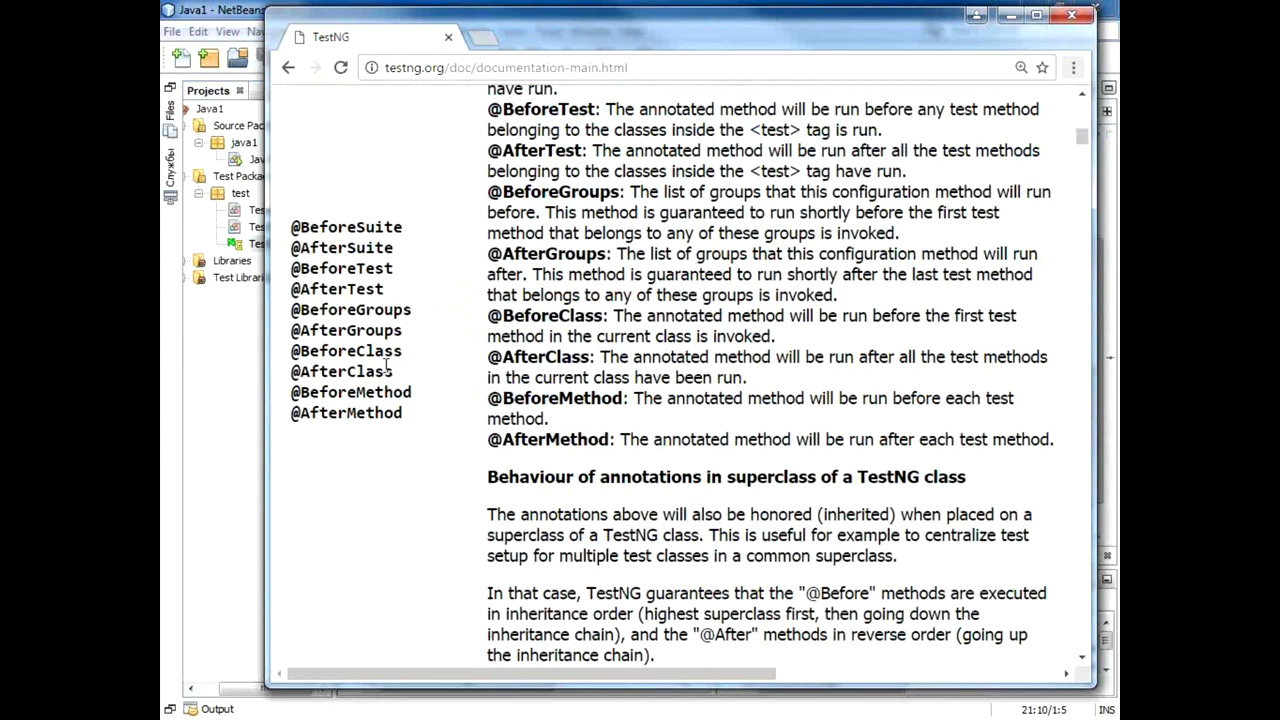 Java1 - NetBeans
File Edit View Nav
TestNG
testng.org/doc/documentation-main.html
Projects
Files
Службы
Java1
Source Pac
java1
Jav
Test Package
test
Tes
Tes
Tes
Libraries
Test Librari
have run.
@BeforeTest: The annotated method will be run before any test method
belonging to the classes inside the <test> tag is run.
@AfterTest: The annotated method will be run after all the test methods
belonging to the classes inside the <test> tag have run.
@BeforeGroups: The list of groups that this configuration method will run
before. This method is guaranteed to run shortly before the first test
method that belongs to any of these groups is invoked.
@AfterGroups: The list of groups that this configuration method will run
after. This method is guaranteed to run shortly after the last test method
that belongs to any of these groups is invoked.
@BeforeClass: The annotated method will be run before the first test
method in the current class is invoked.
@AfterClass: The annotated method will be run after all the test methods
in the current class have been run.
@BeforeMethod: The annotated method will be run before each test
method.
@AfterMethod: The annotated method will be run after each test method.
@BeforeSuite
@AfterSuite
@BeforeTest
@AfterTest
@BeforeGroups
@AfterGroups
@BeforeClass
@AfterClass
@BeforeMethod
@AfterMethod
Behaviour of annotations in superclass of a TestNG class
The annotations above will also be honored (inherited) when placed on a
superclass of a TestNG class. This is useful for example to centralize test
setup for multiple test classes in a common superclass.
In that case, TestNG guarantees that the "@Before" methods are executed
in inheritance order (highest superclass first, then going down the
inheritance chain), and the "@After" methods in reverse order (going up
the inheritance chain).
Output
21:10/1:5
INS